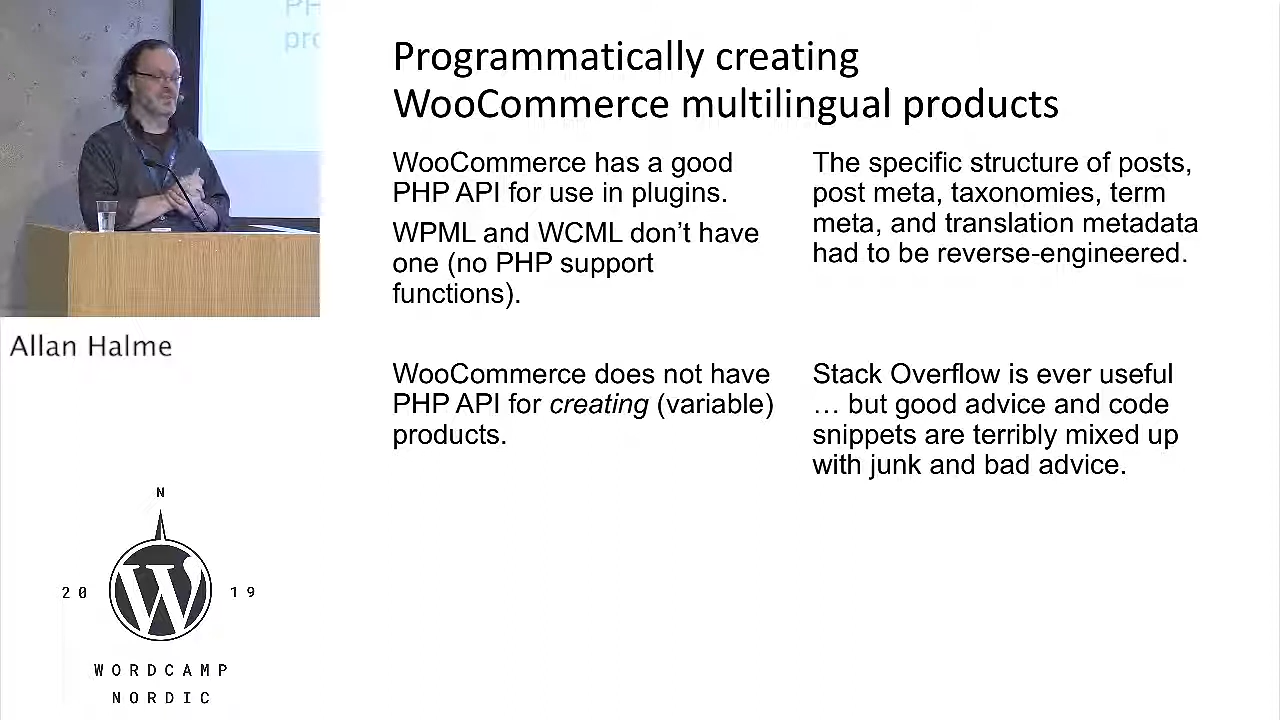 PH
pro
Programmatically creating
WooCommerce multilingual products
WooCommerce has a good
PHP API for use in plugins.
WPML and WCML don’t have
one (no PHP support
functions).
The specific structure of posts,
post meta, taxonomies, term
meta, and translation metadata
had to be reverse-engineered.
WooCommerce does not have
PHP API for creating (variable)
products.
Stack Overflow is ever useful
… but good advice and code
snippets are terribly mixed up
with junk and bad advice.
Allan Halme
N
20 19
WORDCAMP
NORDIC